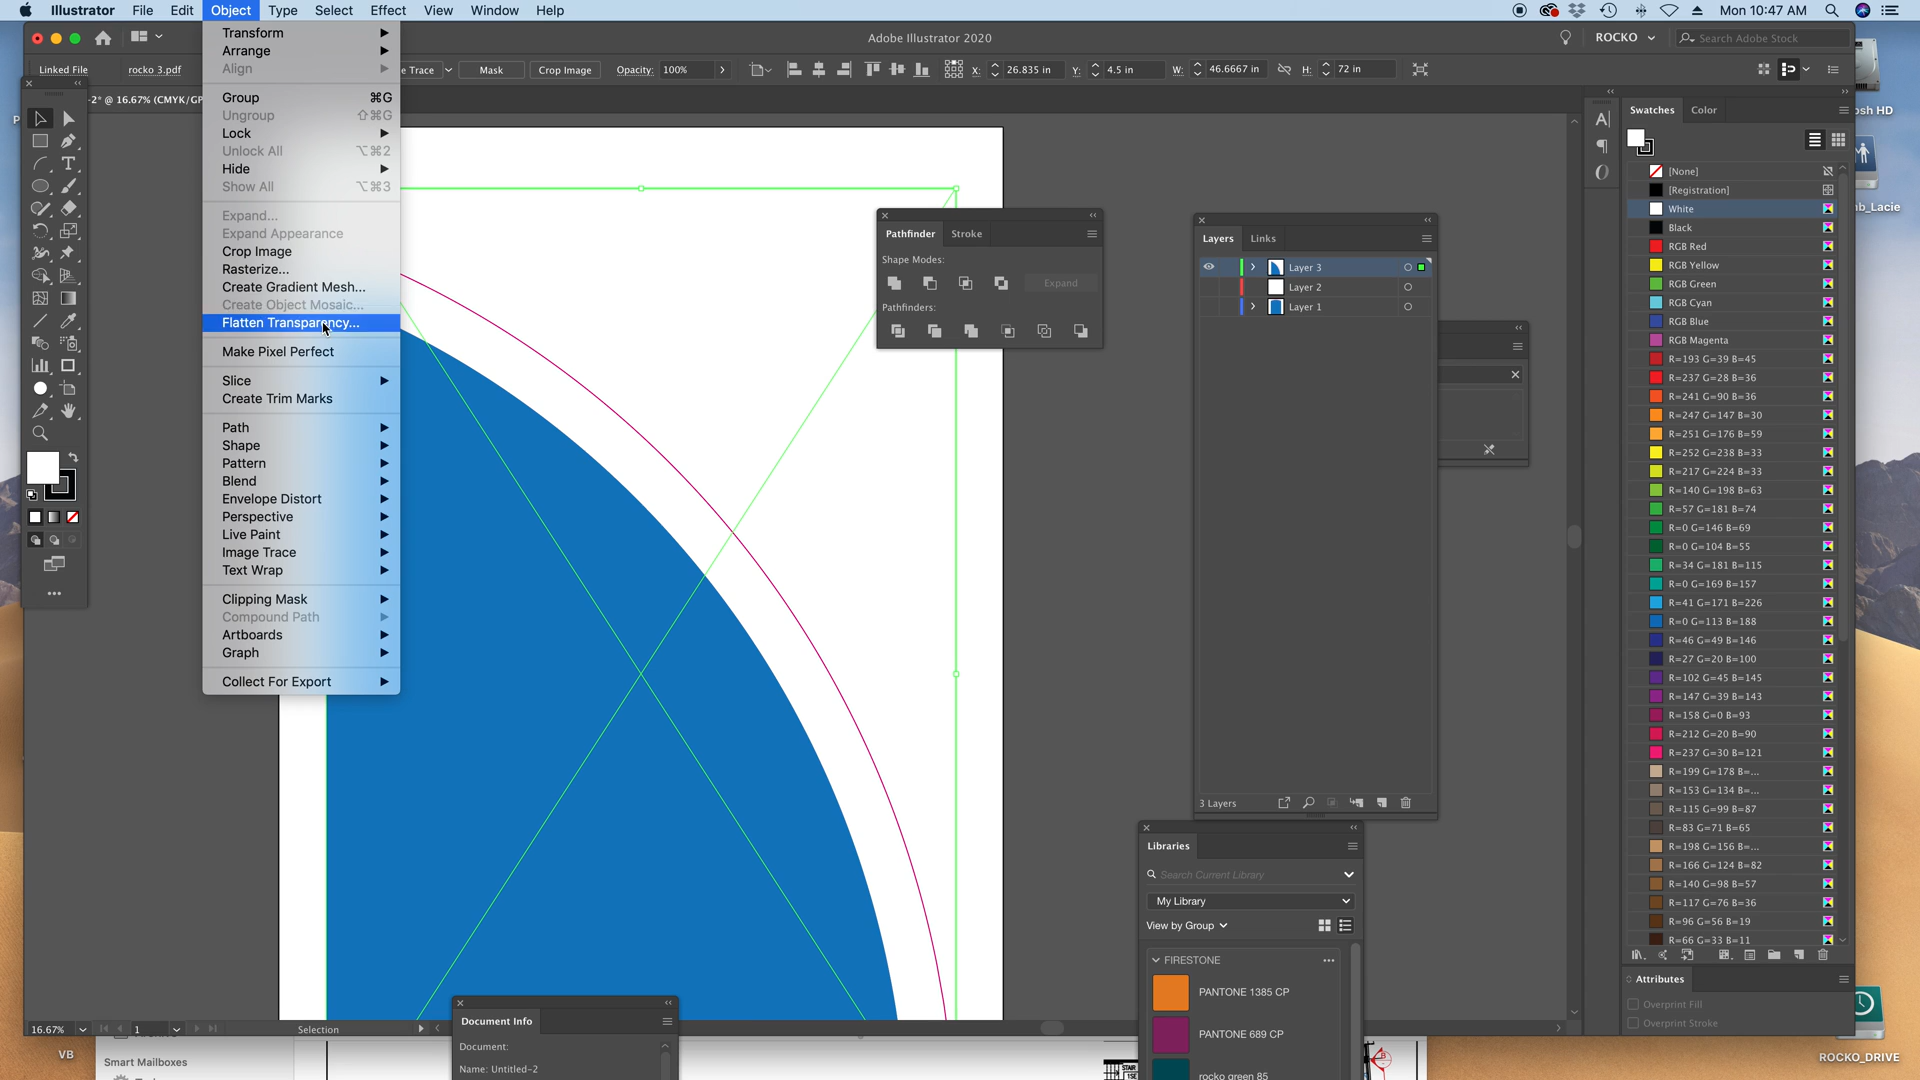 Illustrator File Edit Object Type Select Effect View Window Help
Mon 10:47 AM
Adobe Illustrator 2020
ROCKO
Search Adobe Stock
Linked File rocko 3.pdf
e Trace Mask Crop Image Opacity: 100% X: 26.835 in Y: 4.5 in W: 46.6667 in H: 72 in
-2* @ 16.67% (CMYK/GP
Transform
Arrange
Align
Group ⌘G
Ungroup ⇧⌘G
Lock
Unlock All ⌥⌘2
Hide
Show All ⌥⌘3
Expand...
Expand Appearance
Crop Image
Rasterize...
Create Gradient Mesh...
Create Object Mosaic...
Flatten Transparency...
Make Pixel Perfect
Slice
Create Trim Marks
Path
Shape
Pattern
Blend
Envelope Distort
Perspective
Live Paint
Image Trace
Text Wrap
Clipping Mask
Compound Path
Artboards
Graph
Collect For Export
Pathfinder Stroke
Shape Modes:
Expand
Pathfinders:
Layers Links
Layer 3
Layer 2
Layer 1
3 Layers
Libraries
Search Current Library
My Library
View by Group
FIRESTONE
PANTONE 1385 CP
PANTONE 689 CP
rocko green 85
Swatches Color
[None]
[Registration]
White
Black
RGB Red
RGB Yellow
RGB Green
RGB Cyan
RGB Blue
RGB Magenta
R=193 G=39 B=45
R=237 G=28 B=36
R=241 G=90 B=36
R=247 G=147 B=30
R=251 G=176 B=59
R=252 G=238 B=33
R=217 G=224 B=33
R=140 G=198 B=63
R=57 G=181 B=74
R=0 G=146 B=69
R=0 G=104 B=55
R=34 G=181 B=115
R=0 G=169 B=157
R=41 G=171 B=226
R=0 G=113 B=188
R=46 G=49 B=146
R=27 G=20 B=100
R=102 G=45 B=145
R=147 G=39 B=143
R=158 G=0 B=93
R=212 G=20 B=90
R=237 G=30 B=121
R=199 G=178 B=...
R=153 G=134 B=...
R=115 G=99 B=87
R=83 G=71 B=65
R=198 G=156 B=...
R=166 G=124 B=82
R=140 G=98 B=57
R=117 G=76 B=36
R=96 G=56 B=19
R=66 G=33 B=11
Attributes
Overprint Fill
Overprint Stroke
16.67% 1 Selection
Document Info
Document:
Name: Untitled-2
VB
Smart Mailboxes
STAIR
osh HD
nb_Lacie
ROCKO_DRIVE